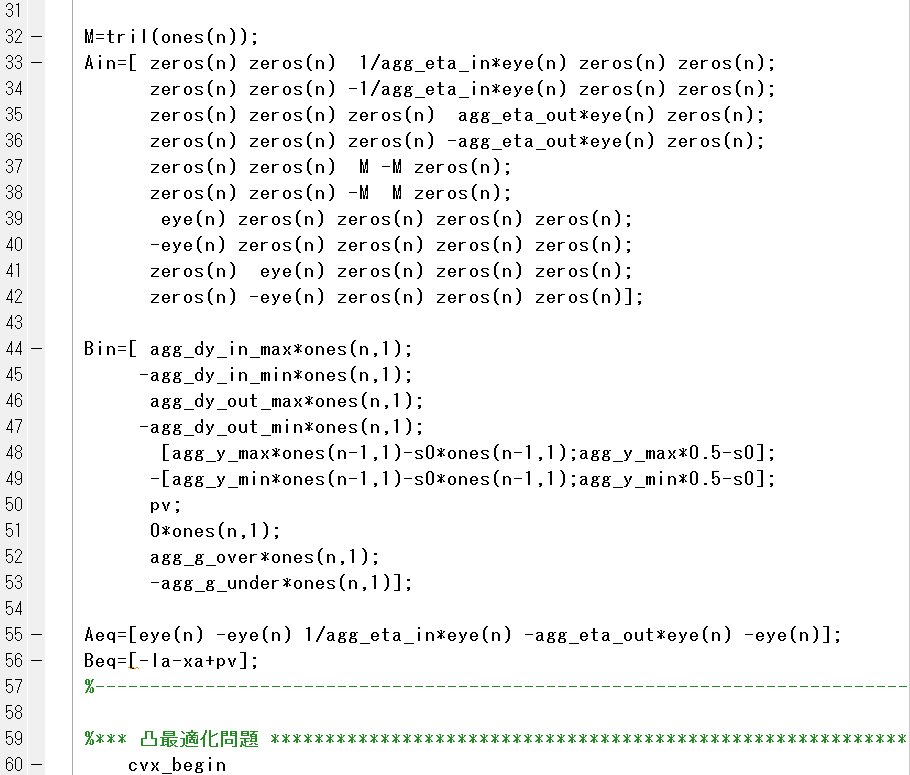 31
32 M=tril(ones(n));
33 Ain=[ zeros(n) zeros(n)  1/agg_eta_in*eye(n) zeros(n) zeros(n);
34 zeros(n) zeros(n) -1/agg_eta_in*eye(n) zeros(n) zeros(n);
35 zeros(n) zeros(n) zeros(n)  agg_eta_out*eye(n) zeros(n);
36 zeros(n) zeros(n) zeros(n) -agg_eta_out*eye(n) zeros(n);
37 zeros(n) zeros(n)  M -M zeros(n);
38 zeros(n) zeros(n) -M  M zeros(n);
39 eye(n) zeros(n) zeros(n) zeros(n) zeros(n);
40 -eye(n) zeros(n) zeros(n) zeros(n) zeros(n);
41 zeros(n)  eye(n) zeros(n) zeros(n) zeros(n);
42 zeros(n) -eye(n) zeros(n) zeros(n) zeros(n)];
43
44 Bin=[ agg_dy_in_max*ones(n,1);
45 -agg_dy_in_min*ones(n,1);
46 agg_dy_out_max*ones(n,1);
47 -agg_dy_out_min*ones(n,1);
48 [agg_y_max*ones(n-1,1)-s0*ones(n-1,1);agg_y_max*0.5-s0];
49 -[agg_y_min*ones(n-1,1)-s0*ones(n-1,1);agg_y_min*0.5-s0];
50 pv;
51 0*ones(n,1);
52 agg_g_over*ones(n,1);
53 -agg_g_under*ones(n,1)];
54
55 Aeq=[eye(n) -eye(n) 1/agg_eta_in*eye(n) -agg_eta_out*eye(n) -eye(n)];
56 Beq=[-la-xa+pv];
57 %--------------------------------------------------------------------------
58
59 %*** 凸最適化問題 **********************************************************
60 cvx_begin